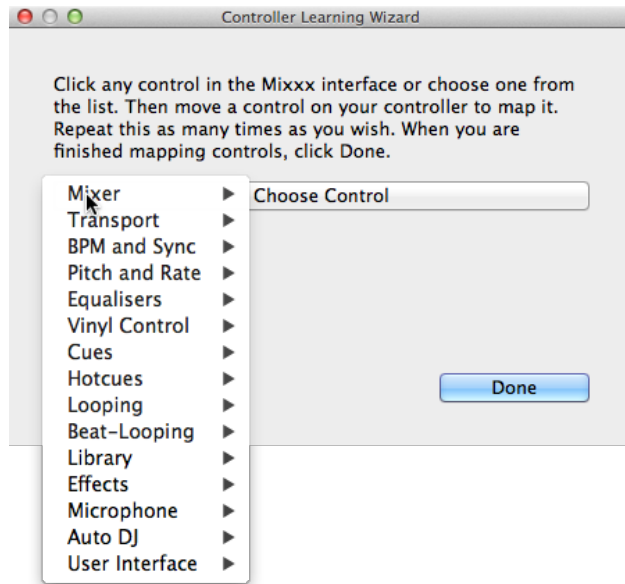 Controller Learning Wizard
Click any control in the Mixxx interface or choose one from
the list. Then move a control on your controller to map it.
Repeat this as many times as you wish. When you are
finished mapping controls, click Done.
Mixer
Choose Control
Transport
BPM and Sync
Pitch and Rate
Equalisers
Vinyl Control
Cues
Hotcues
Done
Looping
Beat-Looping
Library
Effects
Microphone
Auto DJ
User Interface